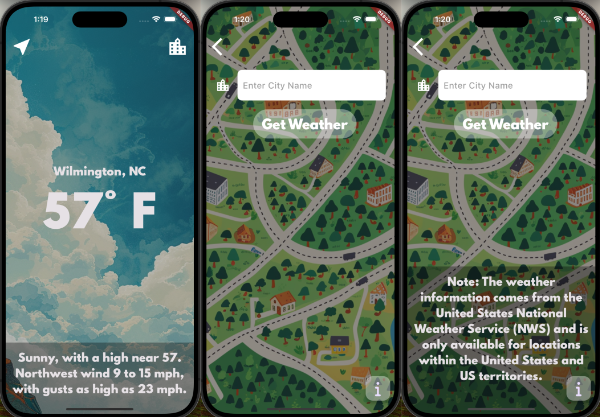 1:19
DEBUG
Wilmington, NC
57° F
Sunny, with a high near 57.
Northwest wind 9 to 15 mph,
with gusts as high as 23 mph.
1:20
DEBUG
Enter City Name
Get Weather
i
1:20
DEBUG
Enter City Name
Get Weather
Note: The weather
information comes from the
United States National
Weather Service (NWS) and is
only available for locations
within the United States and
US territories.
i